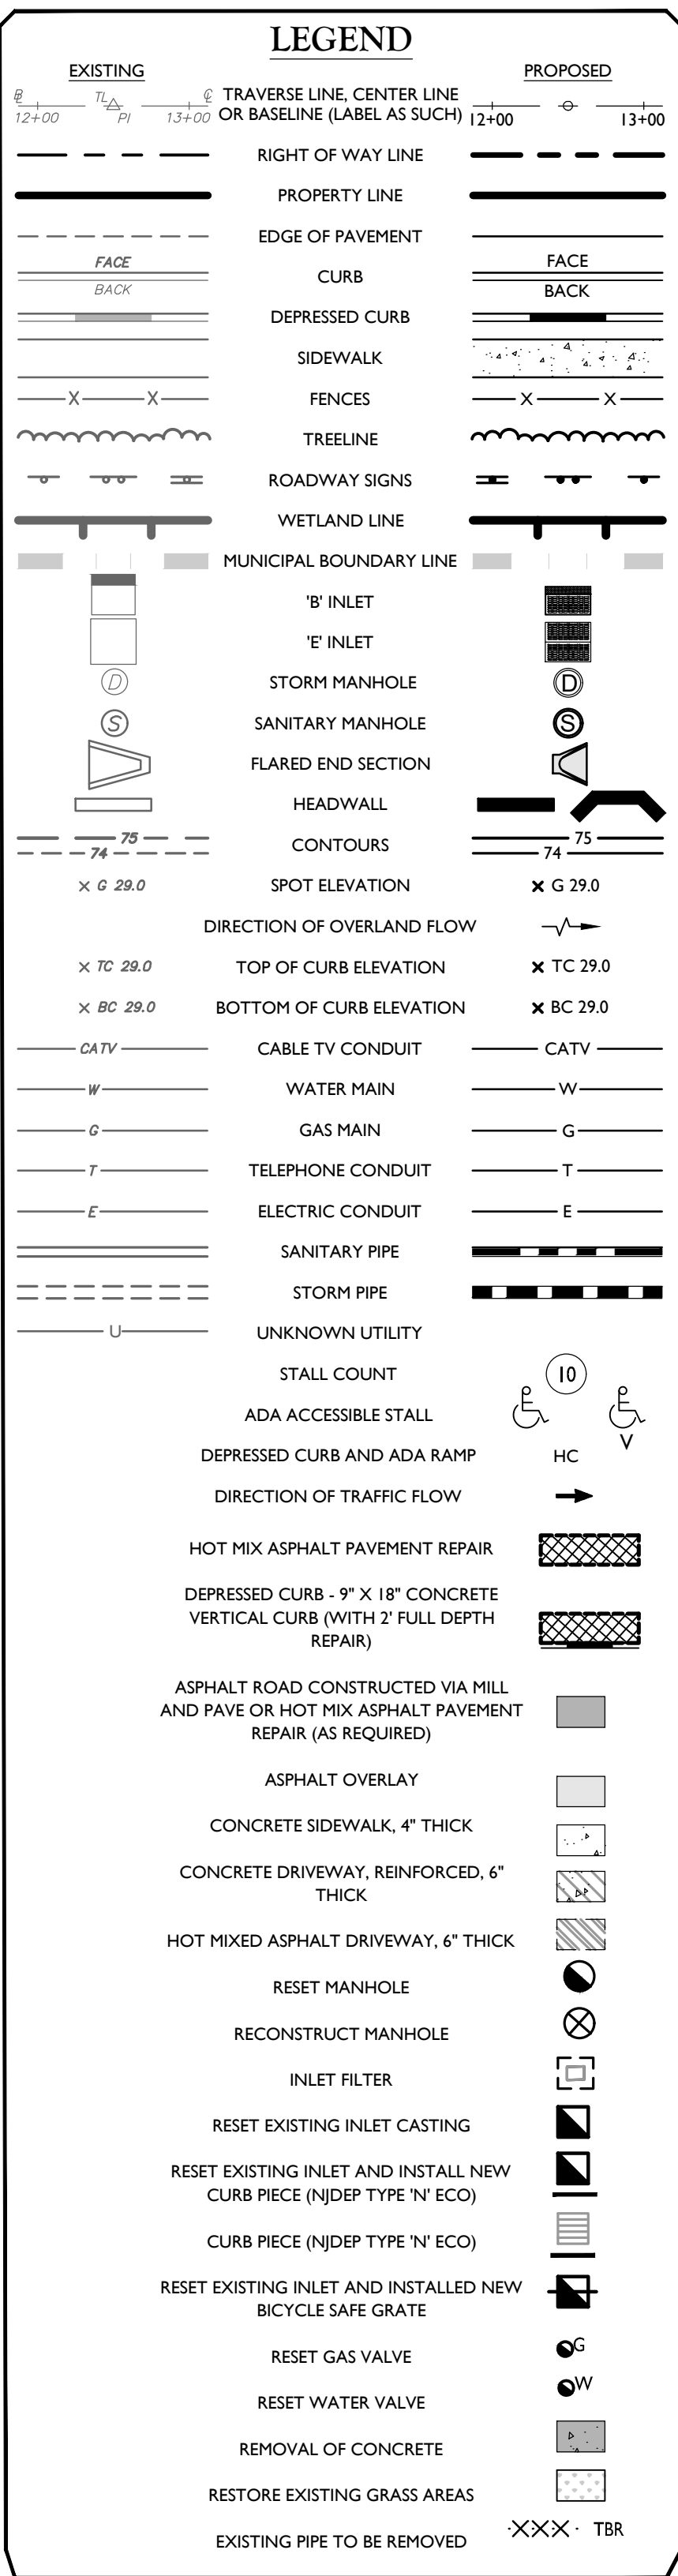 LEGEND
EXISTING
PROPOSED
TRAVERSE LINE, CENTER LINE
OR BASELINE (LABEL AS SUCH)
12+00 TL PI 13+00
12+00 13+00
RIGHT OF WAY LINE
PROPERTY LINE
EDGE OF PAVEMENT
FACE CURB FACE
BACK BACK
DEPRESSED CURB
SIDEWALK
X X FENCES X X
TREELINE
ROADWAY SIGNS
WETLAND LINE
MUNICIPAL BOUNDARY LINE
'B' INLET
'E' INLET
D STORM MANHOLE D
S SANITARY MANHOLE S
FLARED END SECTION
HEADWALL
75 CONTOURS 75
74 74
× G 29.0 SPOT ELEVATION × G 29.0
DIRECTION OF OVERLAND FLOW
× TC 29.0 TOP OF CURB ELEVATION × TC 29.0
× BC 29.0 BOTTOM OF CURB ELEVATION × BC 29.0
CATV CABLE TV CONDUIT CATV
W WATER MAIN W
G GAS MAIN G
T TELEPHONE CONDUIT T
E ELECTRIC CONDUIT E
SANITARY PIPE
STORM PIPE
U UNKNOWN UTILITY
STALL COUNT 10
ADA ACCESSIBLE STALL
V
DEPRESSED CURB AND ADA RAMP HC
DIRECTION OF TRAFFIC FLOW
HOT MIX ASPHALT PAVEMENT REPAIR
DEPRESSED CURB - 9" X 18" CONCRETE
VERTICAL CURB (WITH 2' FULL DEPTH
REPAIR)
ASPHALT ROAD CONSTRUCTED VIA MILL
AND PAVE OR HOT MIX ASPHALT PAVEMENT
REPAIR (AS REQUIRED)
ASPHALT OVERLAY
CONCRETE SIDEWALK, 4" THICK
CONCRETE DRIVEWAY, REINFORCED, 6"
THICK
HOT MIXED ASPHALT DRIVEWAY, 6" THICK
RESET MANHOLE
RECONSTRUCT MANHOLE
INLET FILTER
RESET EXISTING INLET CASTING
RESET EXISTING INLET AND INSTALL NEW
CURB PIECE (NJDEP TYPE 'N' ECO)
CURB PIECE (NJDEP TYPE 'N' ECO)
RESET EXISTING INLET AND INSTALLED NEW
BICYCLE SAFE GRATE
RESET GAS VALVE G
RESET WATER VALVE W
REMOVAL OF CONCRETE
RESTORE EXISTING GRASS AREAS
EXISTING PIPE TO BE REMOVED XXX TBR